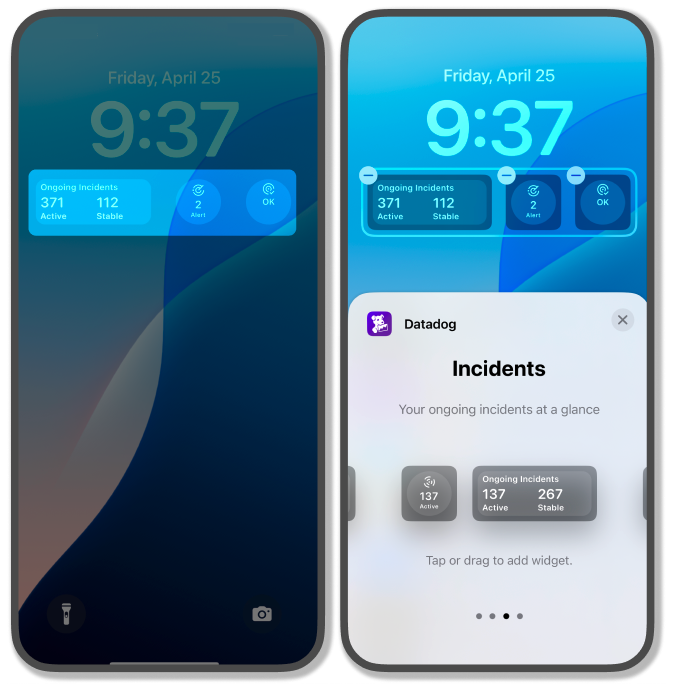 Friday, April 25
9:37
Ongoing Incidents
371 112
Active Stable
2
Alert
OK
Friday, April 25
9:37
Ongoing Incidents
371 112
Active Stable
2
Alert
OK
Datadog
Incidents
Your ongoing incidents at a glance
137
Active
Ongoing Incidents
137 267
Active Stable
Tap or drag to add widget.